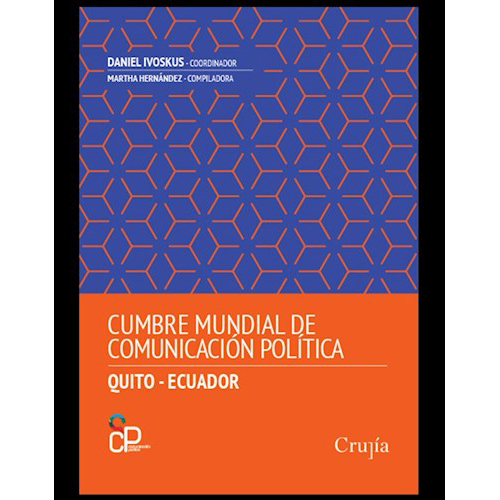 DANIEL IVOSKUS - COORDINADOR
MARTHA HERNÁNDEZ - COMPILADORA
CUMBRE MUNDIAL DE
COMUNICACIÓN POLÍTICA
QUITO - ECUADOR
CP
Crujía